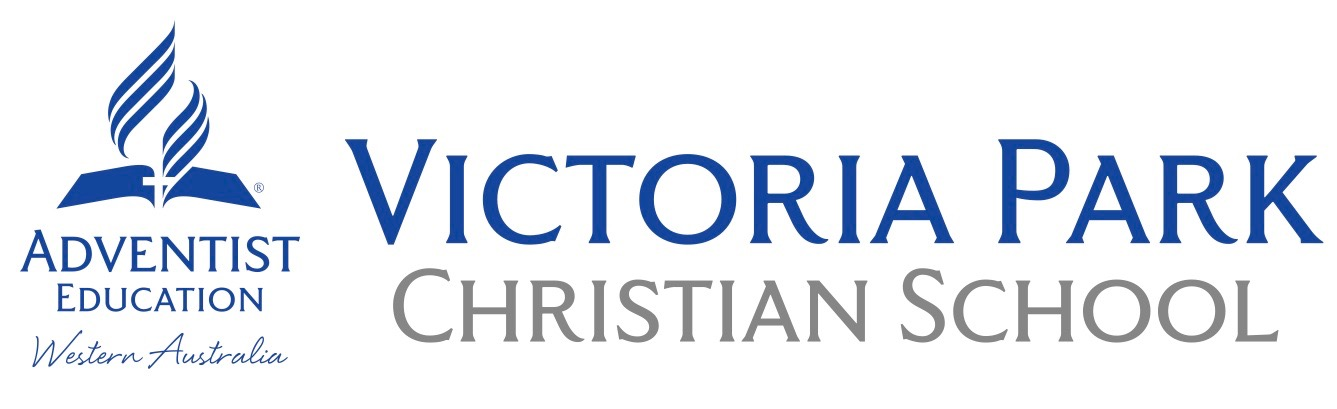 ®
ADVENTIST
EDUCATION
Western Australia
VICTORIA PARK
CHRISTIAN SCHOOL